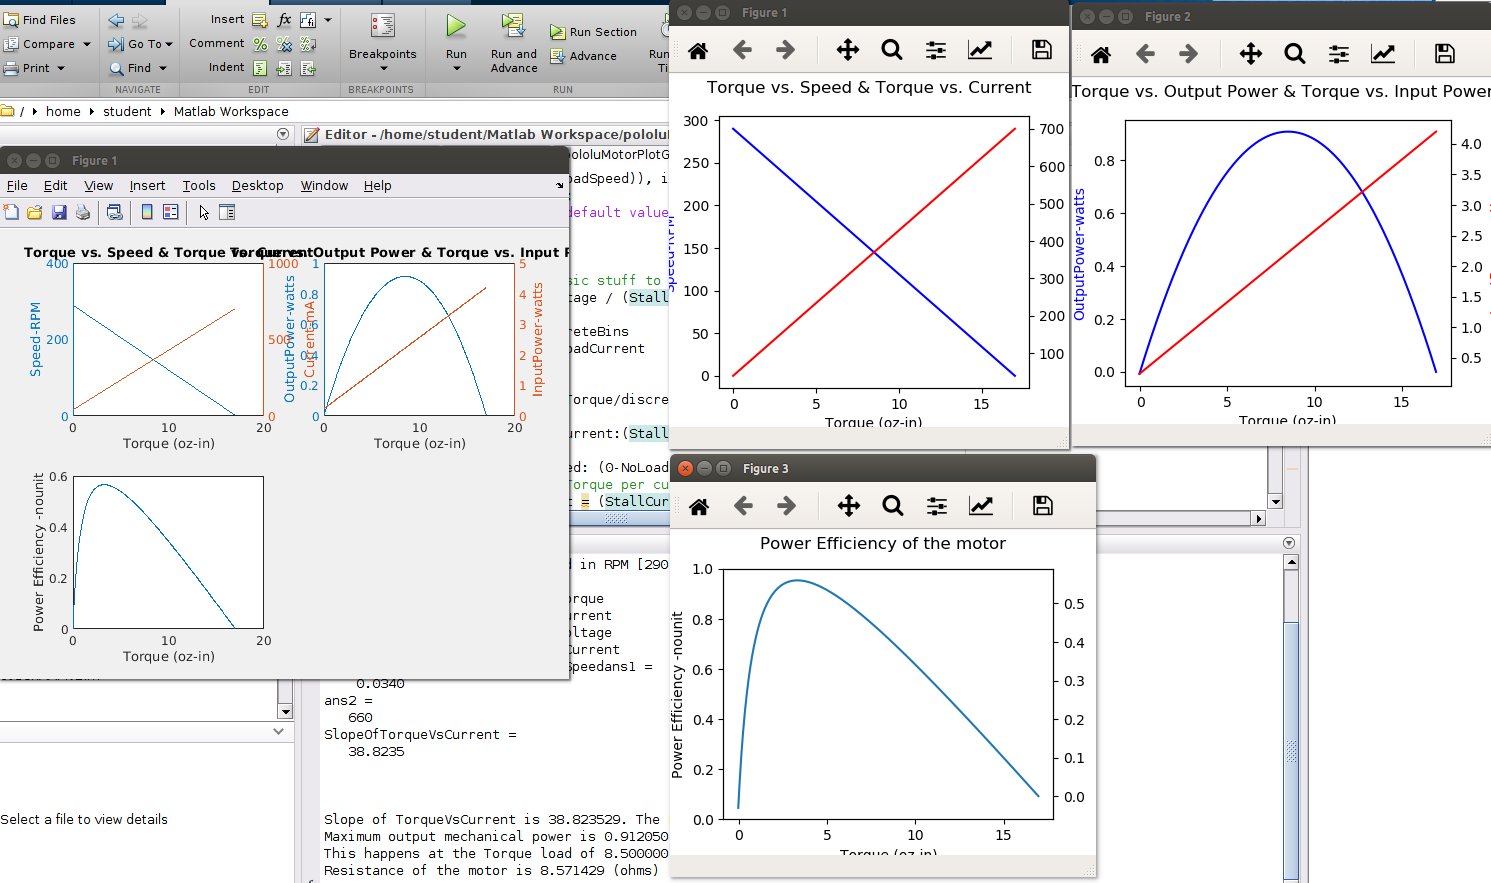 Find Files
Insert
fx
Compare
Go To
Comment
Breakpoints
Run
Run and
Advance
Run Section
Advance
Print
Find
Indent
NAVIGATE
EDIT
BREAKPOINTS
RUN
/ home student Matlab Workspace
Editor - /home/student/Matlab Workspace/pololu
Figure 1
File Edit View Insert Tools Desktop Window Help
Torque vs. Speed & Torque vs. Current
Output Power & Torque vs. Input P
400
200
0
Speed-RPM
1000
500
0
Current-mA
0 10 20
Torque (oz-in)
1
0.8
0.6
0.4
0.2
0
OutputPower-watts
5
4
3
2
1
0
InputPower-watts
0 10 20
Torque (oz-in)
0.6
0.4
0.2
0
Power Efficiency -nounit
0 10 20
Torque (oz-in)
pololuMotorPlotG
adSpeed)), i
default value
sic stuff to
tage / (Stall
reteBins
oadCurrent
Torque/discre
urrent:(Stall
ed: (0-NoLoa
Torque per cu
t = (StallCur
d in RPM [290
orque
urrent
oltage
Current
Speedans1 =
0.0340
ans2 =
660
SlopeOfTorqueVsCurrent =
38.8235
Slope of TorqueVsCurrent is 38.823529. The
Maximum output mechanical power is 0.912050
This happens at the Torque load of 8.500000
Resistance of the motor is 8.571429 (ohms)
Select a file to view details
Figure 1
Torque vs. Speed & Torque vs. Current
300
250
200
150
100
50
0
Speed-RPM
700
600
500
400
300
200
100
0 5 10 15
Torque (oz-in)
Figure 2
Torque vs. Output Power & Torque vs. Input Power
0.8
0.6
0.4
0.2
0.0
OutputPower-watts
4.0
3.5
3.0
2.5
2.0
1.5
1.0
0.5
0 5 10 15
Torque (oz-in)
Figure 3
Power Efficiency of the motor
1.0
0.8
0.6
0.4
0.2
0.0
Power Efficiency -nounit
0.5
0.4
0.3
0.2
0.1
0.0
0 5 10 15
Torque (oz-in)